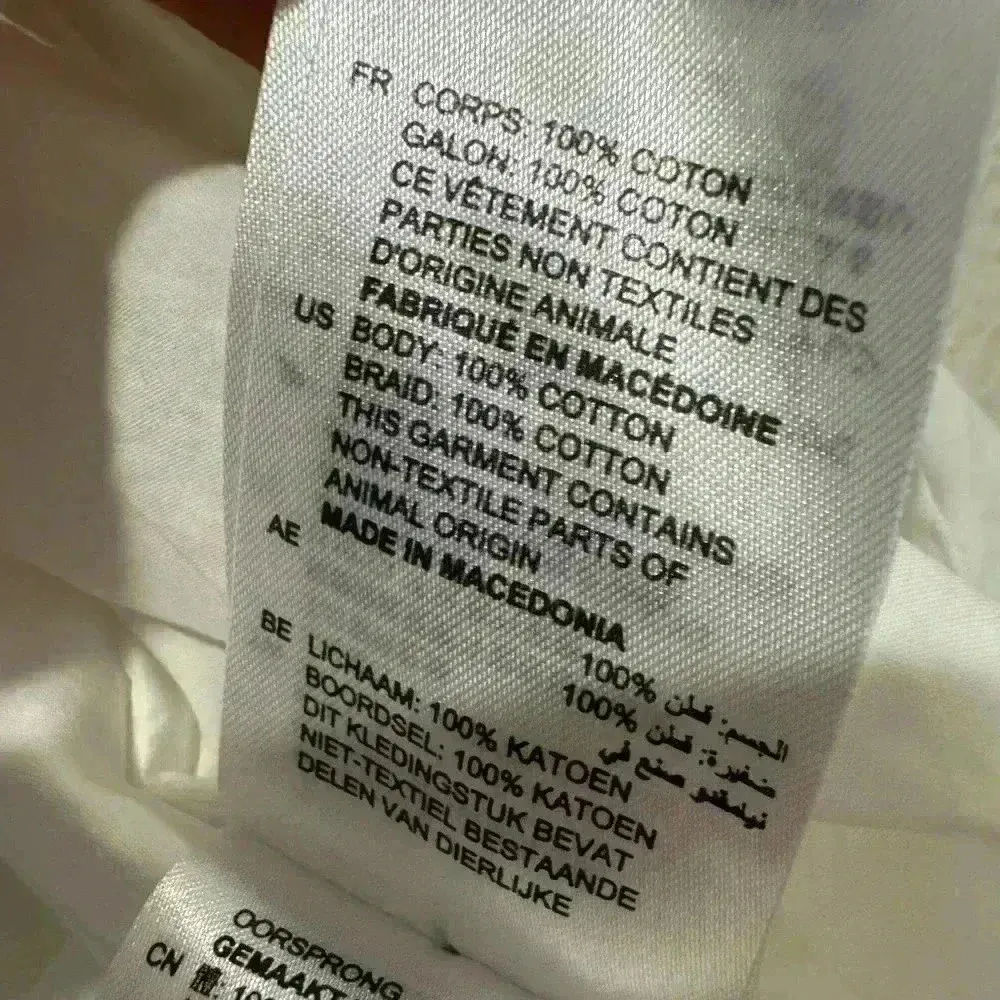 FR CORPS: 100% COTON
GALON: 100% COTON
CE VÊTEMENT CONTIENT DES
PARTIES NON TEXTILES
D'ORIGINE ANIMALE
FABRIQUÉ EN MACÉDOINE
US BODY: 100% COTTON
BRAID: 100% COTTON
THIS GARMENT CONTAINS
NON-TEXTILE PARTS OF
ANIMAL ORIGIN
MADE IN MACEDONIA
AE
الجسم: قطن %100
ضفيرة: قطن %100
صنع في
BE LICHAAM: 100% KATOEN
BOORDSEL: 100% KATOEN
DIT KLEDINGSTUK BEVAT
NIET-TEXTIEL BESTAANDE
DELEN VAN DIERLIJKE
OORSPRONG
GEMAAKT
CN